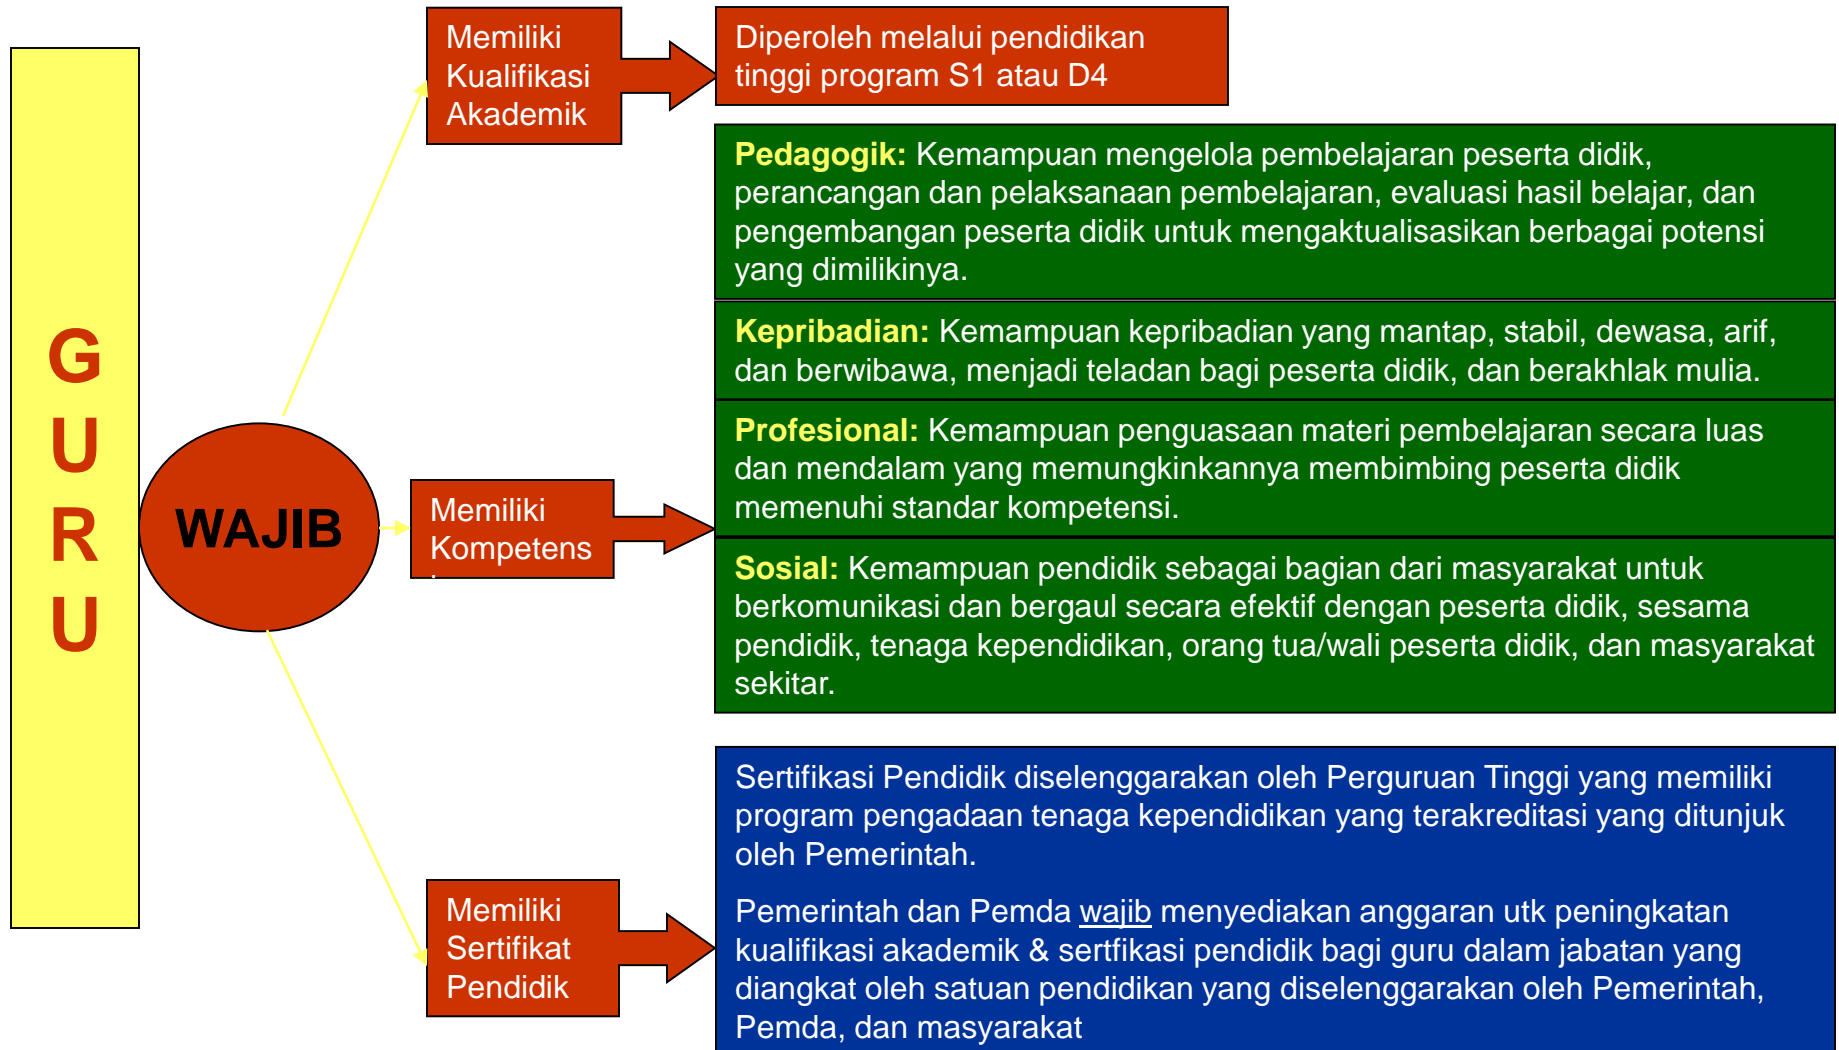 G
U
R
U
WAJIB
Memiliki
Kualifikasi
Akademik
Diperoleh melalui pendidikan
tinggi program S1 atau D4
Memiliki
Kompetens
Pedagogik: Kemampuan mengelola pembelajaran peserta didik,
perancangan dan pelaksanaan pembelajaran, evaluasi hasil belajar, dan
pengembangan peserta didik untuk mengaktualisasikan berbagai potensi
yang dimilikinya.
Kepribadian: Kemampuan kepribadian yang mantap, stabil, dewasa, arif,
dan berwibawa, menjadi teladan bagi peserta didik, dan berakhlak mulia.
Profesional: Kemampuan penguasaan materi pembelajaran secara luas
dan mendalam yang memungkinkannya membimbing peserta didik
memenuhi standar kompetensi.
Sosial: Kemampuan pendidik sebagai bagian dari masyarakat untuk
berkomunikasi dan bergaul secara efektif dengan peserta didik, sesama
pendidik, tenaga kependidikan, orang tua/wali peserta didik, dan masyarakat
sekitar.
Memiliki
Sertifikat
Pendidik
Sertifikasi Pendidik diselenggarakan oleh Perguruan Tinggi yang memiliki
program pengadaan tenaga kependidikan yang terakreditasi yang ditunjuk
oleh Pemerintah.
Pemerintah dan Pemda wajib menyediakan anggaran utk peningkatan
kualifikasi akademik & sertfikasi pendidik bagi guru dalam jabatan yang
diangkat oleh satuan pendidikan yang diselenggarakan oleh Pemerintah,
Pemda, dan masyarakat